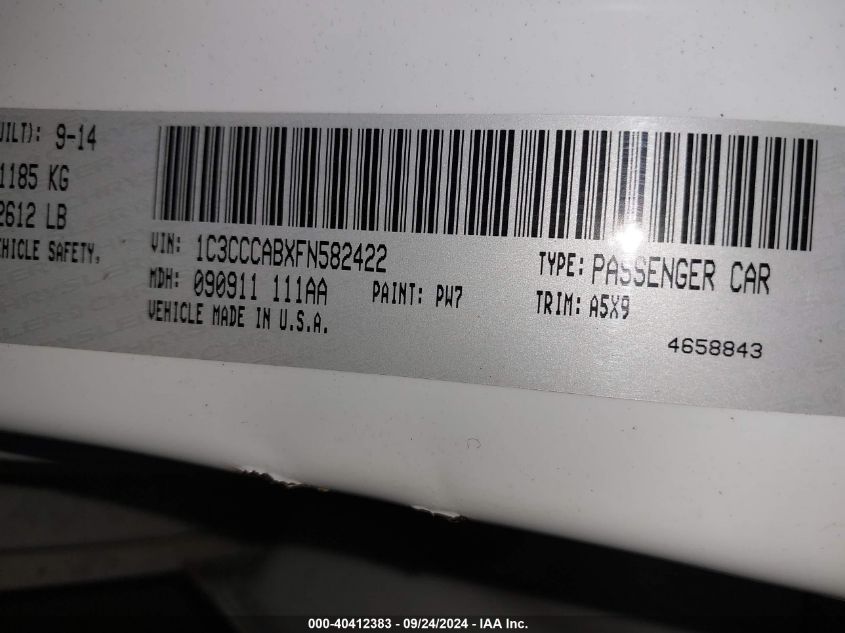 UILT): 9-14
1185 KG
2612 LB
EHICLE SAFETY,
VIN: 1C3CCCABXFN582422
TYPE: PASSENGER CAR
MDH: 090911 111AA
PAINT: PW7
TRIM: A5X9
VEHICLE MADE IN U.S.A.
4658843
000-40412383 / 09/24/2024 - IAA Inc.